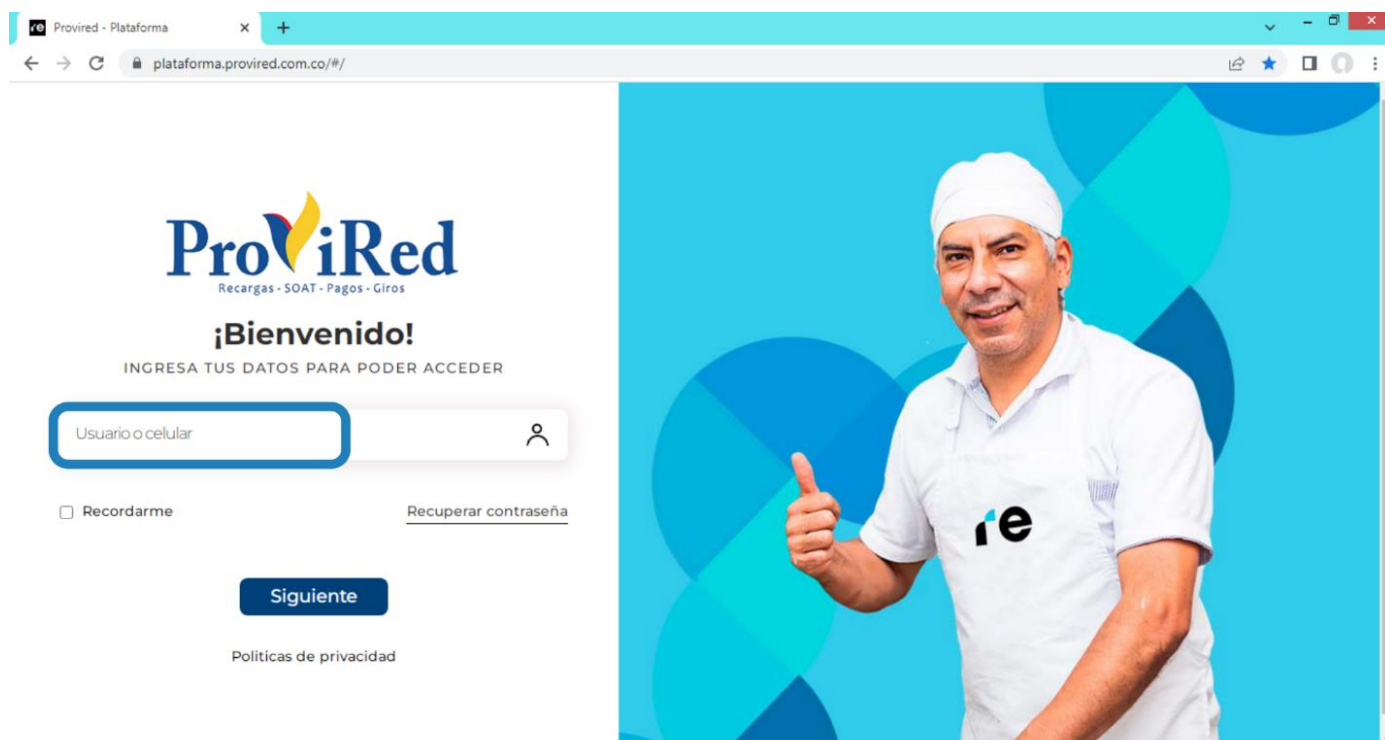 re Provired - Plataforma
plataforma.provired.com.co/#/
ProViRed
Recargas - SOAT - Pagos - Giros
¡Bienvenido!
INGRESA TUS DATOS PARA PODER ACCEDER
Usuario o celular
Recordarme
Recuperar contraseña
Siguiente
Politicas de privacidad
re